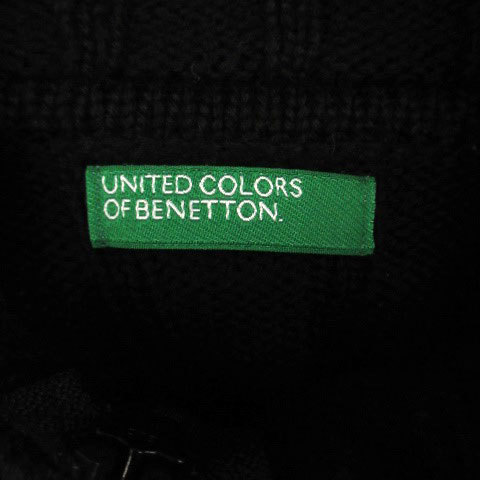 UNITED COLORS
OF BENETTON.